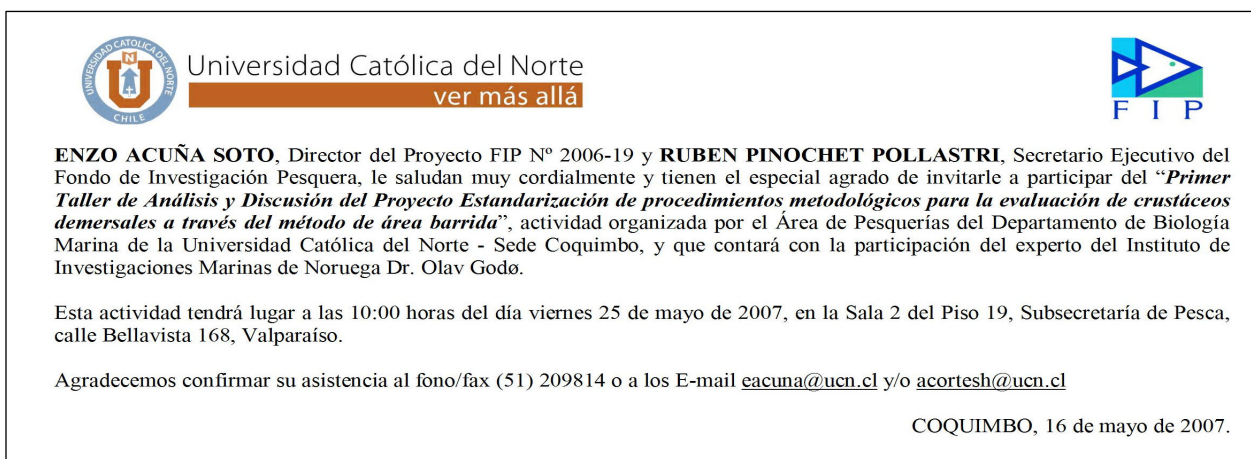 UNIVERSIDAD CATOLICA DEL NORTE
N
U
CHILE
Universidad Católica del Norte
ver más allá
FIP
ENZO ACUÑA SOTO, Director del Proyecto FIP Nº 2006-19 y RUBEN PINOCHET POLLASTRI, Secretario Ejecutivo del
Fondo de Investigación Pesquera, le saludan muy cordialmente y tienen el especial agrado de invitarle a participar del “Primer
Taller de Análisis y Discusión del Proyecto Estandarización de procedimientos metodológicos para la evaluación de crustáceos
demersales a través del método de área barrida”, actividad organizada por el Área de Pesquerías del Departamento de Biología
Marina de la Universidad Católica del Norte - Sede Coquimbo, y que contará con la participación del experto del Instituto de
Investigaciones Marinas de Noruega Dr. Olav Godø.
Esta actividad tendrá lugar a las 10:00 horas del día viernes 25 de mayo de 2007, en la Sala 2 del Piso 19, Subsecretaría de Pesca,
calle Bellavista 168, Valparaíso.
Agradecemos confirmar su asistencia al fono/fax (51) 209814 o a los E-mail eacuna@ucn.cl y/o acortesh@ucn.cl
COQUIMBO, 16 de mayo de 2007.